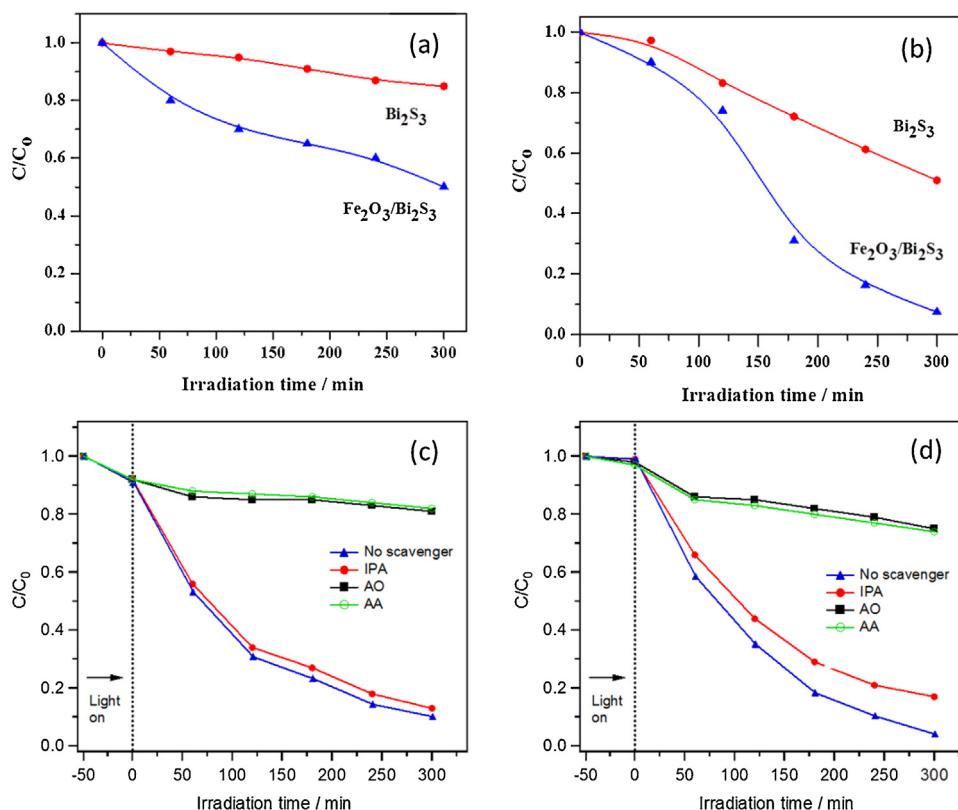 (a)
C/C₀
1.0
0.8
0.6
0.4
0.2
0.0
Bi₂S₃
Fe₂O₃/Bi₂S₃
0 50 100 150 200 250 300
Irradiation time / min
(b)
C/C₀
1.0
0.8
0.6
0.4
0.2
0.0
Bi₂S₃
Fe₂O₃/Bi₂S₃
0 50 100 150 200 250 300
Irradiation time / min
(c)
C/C₀
1.0
0.8
0.6
0.4
0.2
0.0
No scavenger
IPA
AO
AA
Light
on
-50 0 50 100 150 200 250 300
Irradiation time / min
(d)
C/C₀
1.0
0.8
0.6
0.4
0.2
0.0
No scavenger
IPA
AO
AA
Light
on
-50 0 50 100 150 200 250 300
Irradiation time / min